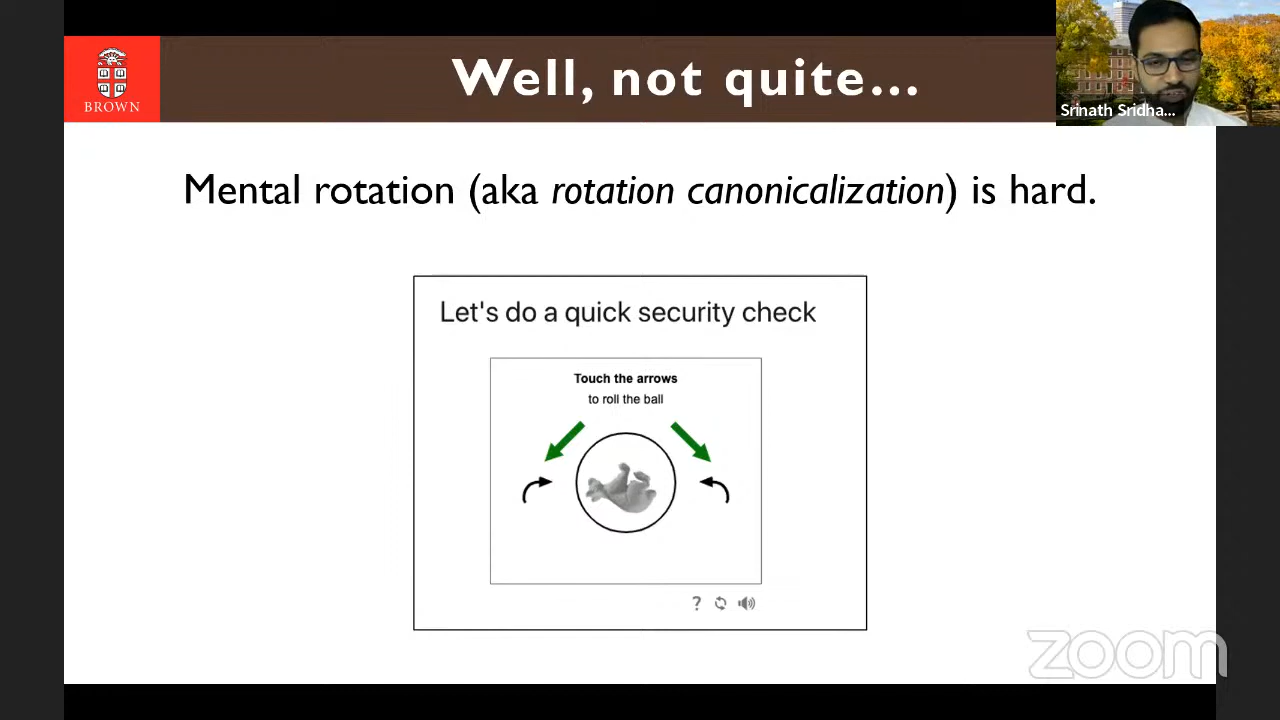 BROWN
Well, not quite...
Srinath Sridha...
Mental rotation (aka rotation canonicalization) is hard.
Let's do a quick security check
Touch the arrows
to roll the ball
?
zoom